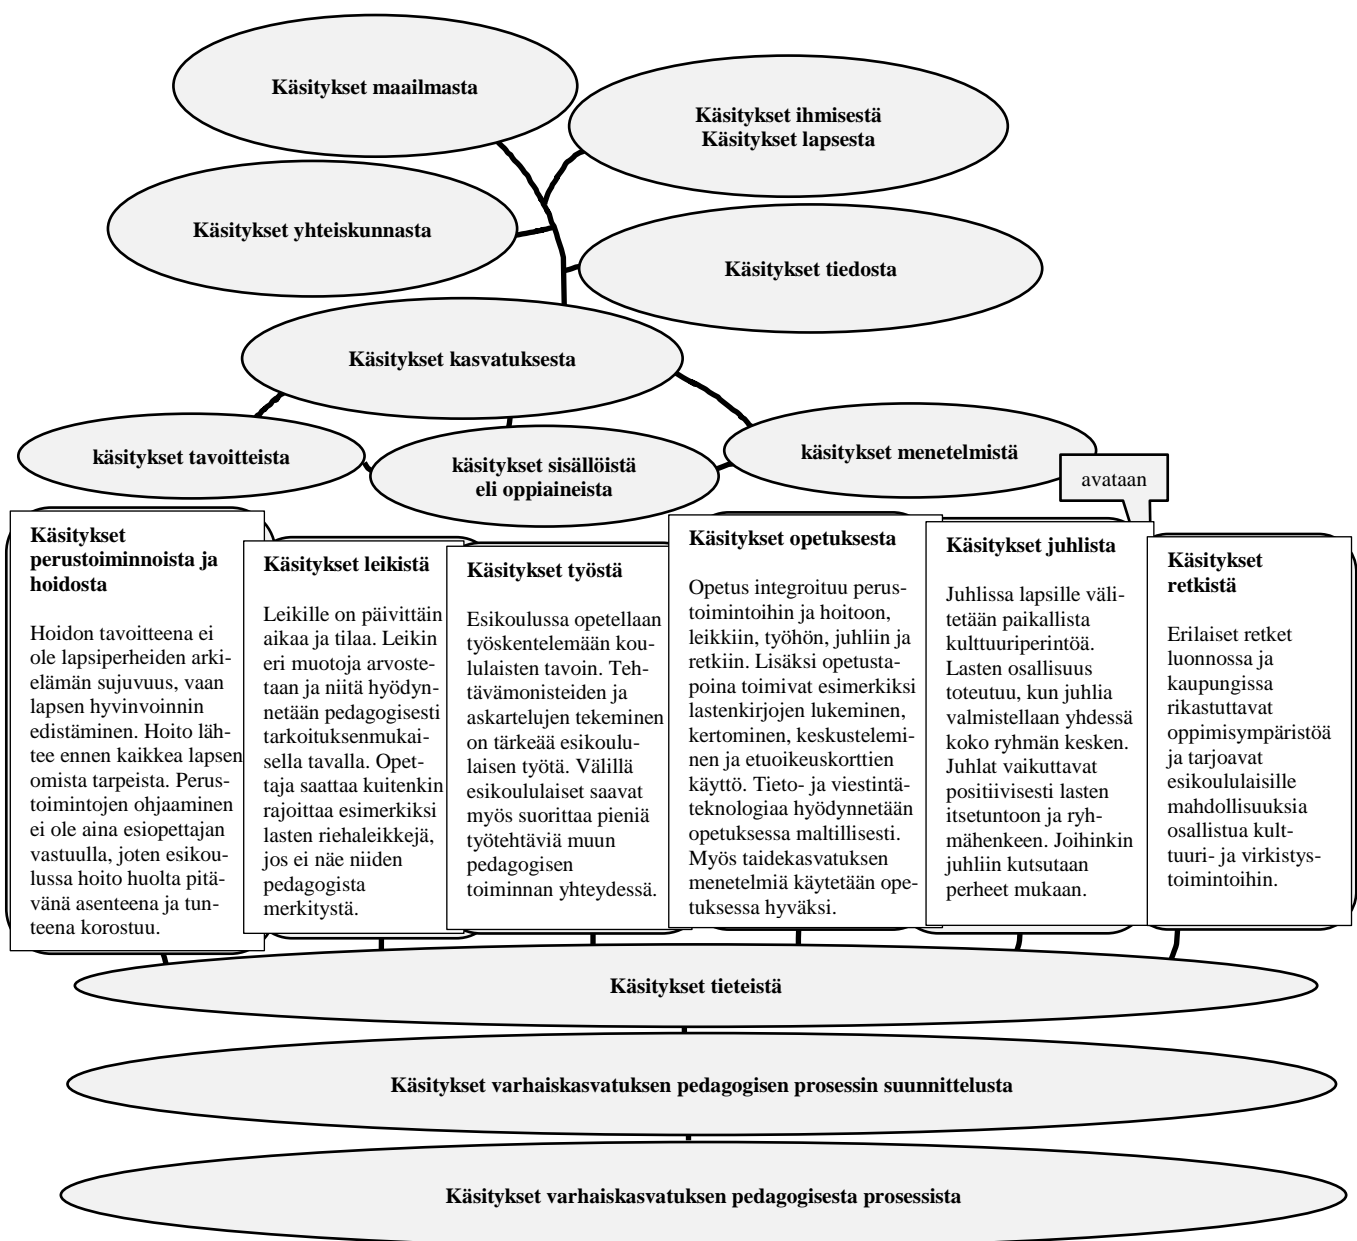 Käsitykset maailmasta
Käsitykset ihmisestä
Käsitykset lapsesta
Käsitykset yhteiskunnasta
Käsitykset tiedosta
Käsitykset kasvatuksesta
käsitykset tavoitteista
käsitykset sisällöistä
eli oppiaineista
käsitykset menetelmistä
avataan
Käsitykset
perustoiminnoista ja
hoidosta
Hoidon tavoitteena ei
ole lapsiperheiden arki-
elämän sujuvuus, vaan
lapsen hyvinvoinnin
edistäminen. Hoito läh-
tee ennen kaikkea lapsen
omista tarpeista. Perus-
toimintojen ohjaaminen
ei ole aina esiopettajan
vastuulla, joten esikou-
lussa hoito huolta pitä-
vänä asenteena ja tun-
teena korostuu.
Käsitykset leikistä
Leikille on päivittäin
aikaa ja tilaa. Leikin
eri muotoja arvoste-
taan ja niitä hyödyn-
netään pedagogisesti
tarkoituksenmukai-
sella tavalla. Opet-
taja saattaa kuitenkin
rajoittaa esimerkiksi
lasten riehaleikkejä,
jos ei näe niiden
pedagogista
merkitystä.
Käsitykset työstä
Esikoulussa opetellaan
työskentelemään kou-
lulaisten tavoin. Teh-
tävämonisteiden ja
askartelujen tekeminen
on tärkeää esikoulu-
laisen työtä. Välillä
esikoululaiset saavat
myös suorittaa pieniä
työtehtäviä muun
pedagogisen
toiminnan yhteydessä.
Käsitykset opetuksesta
Opetus integroituu perus-
toimintoihin ja hoitoon,
leikkiin, työhön, juhliin ja
retkiin. Lisäksi opetusta-
poina toimivat esimerkiksi
lastenkirjojen lukeminen,
kertominen, keskustelemi-
nen ja etuoikeuskorttien
käyttö. Tieto- ja viestintä-
teknologiaa hyödynnetään
opetuksessa maltillisesti.
Myös taidekasvatuksen
menetelmiä käytetään ope-
tuksessa hyväksi.
Käsitykset juhlista
Juhlissa lapsille väli-
tetään paikallista
kulttuuriperintöä.
Lasten osallisuus
toteutuu, kun juhlia
valmistellaan yhdessä
koko ryhmän kesken.
Juhlat vaikuttavat
positiivisesti lasten
itsetuntoon ja ryh-
mähenkeen. Joihinkin
juhliin kutsutaan
perheet mukaan.
Käsitykset
retkistä
Erilaiset retket
luonnossa ja
kaupungissa
rikastuttavat
oppimisympäristöä
ja tarjoavat
esikoululaisille
mahdollisuuksia
osallistua kult-
tuuri- ja virkistys-
toimintoihin.
Käsitykset tieteistä
Käsitykset varhaiskasvatuksen pedagogisen prosessin suunnittelusta
Käsitykset varhaiskasvatuksen pedagogisesta prosessista